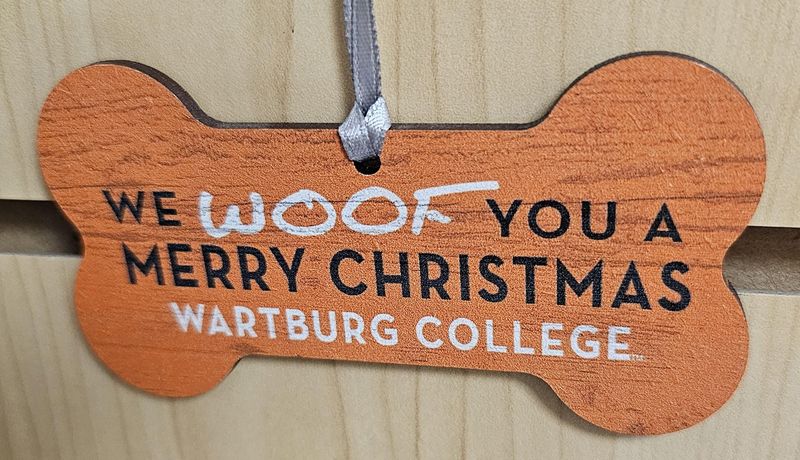 WE WOOF YOU A
MERRY CHRISTMAS
WARTBURG COLLEGE